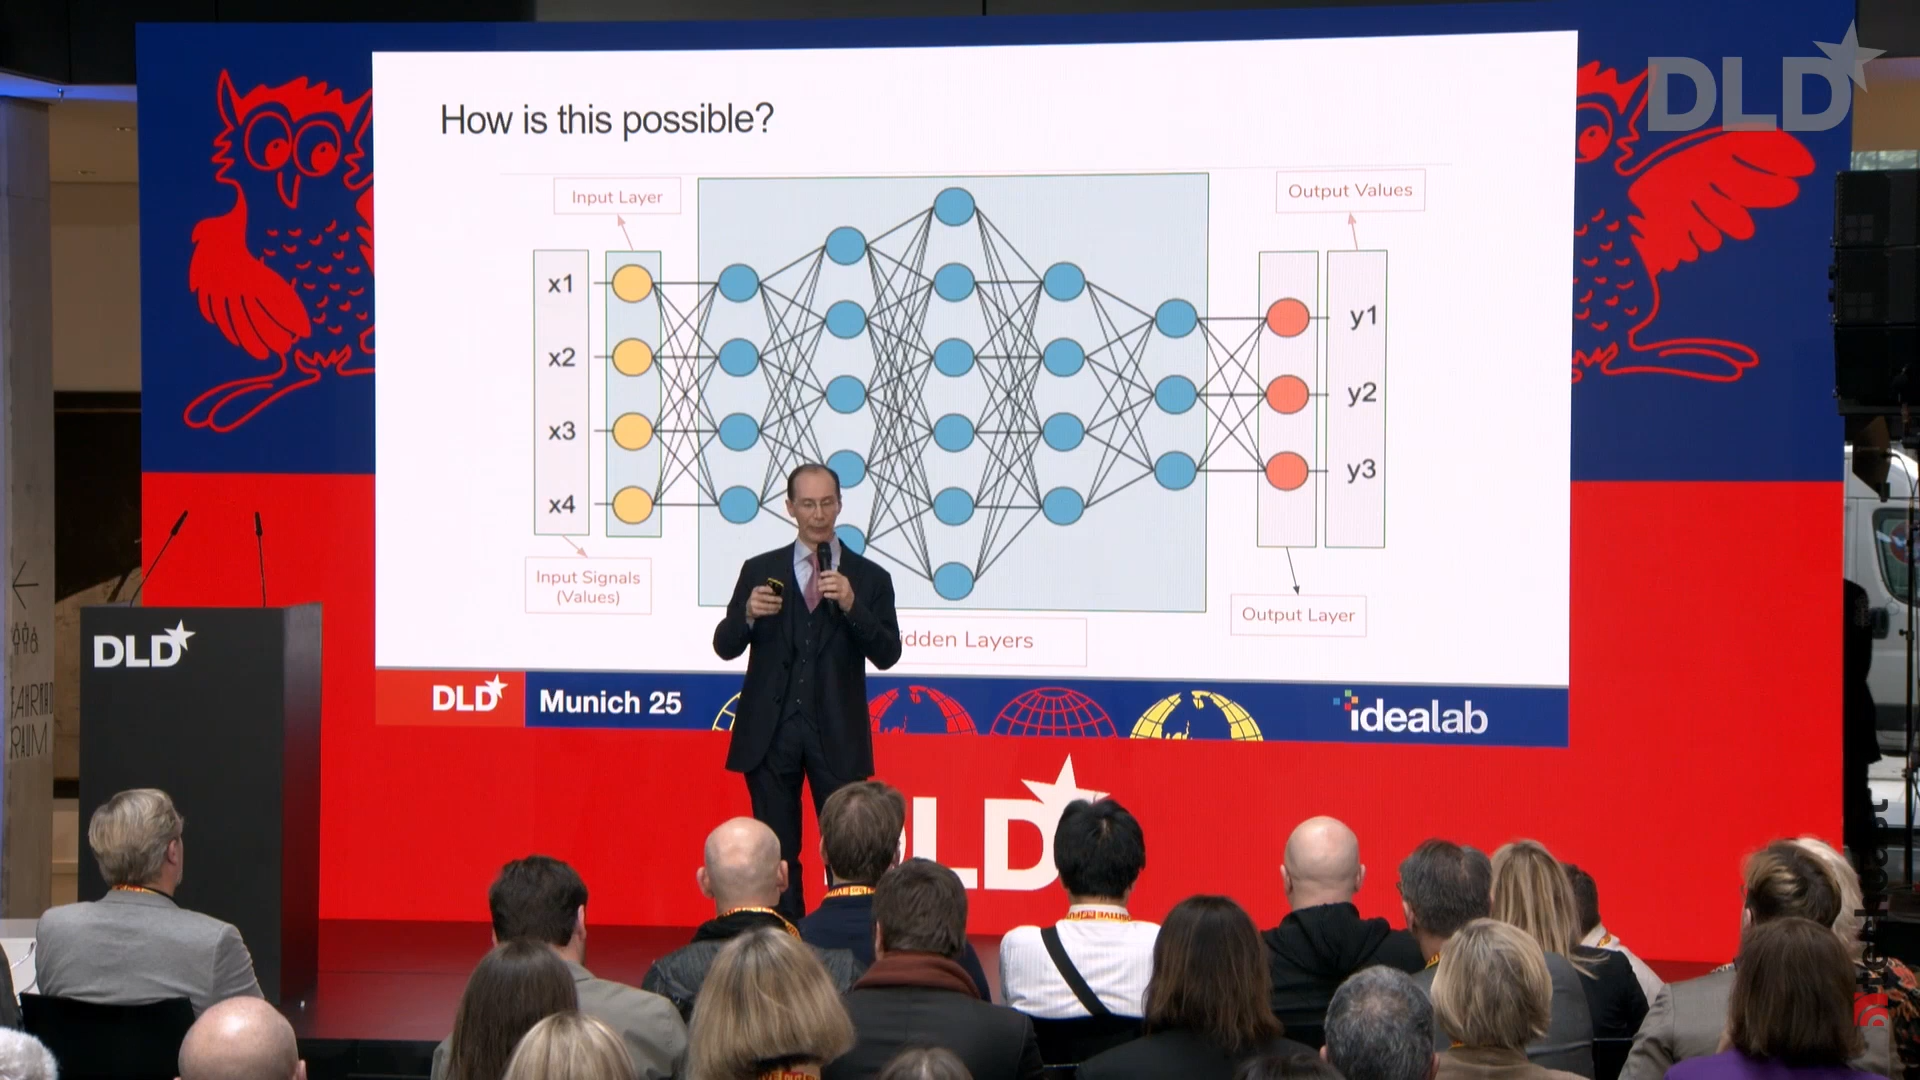 DLD
How is this possible?
Input Layer
Output Values
x1
x2
x3
x4
y1
y2
y3
Input Signals
(Values)
idden Layers
Output Layer
DLD
DLD
Munich 25
idealab
DLD